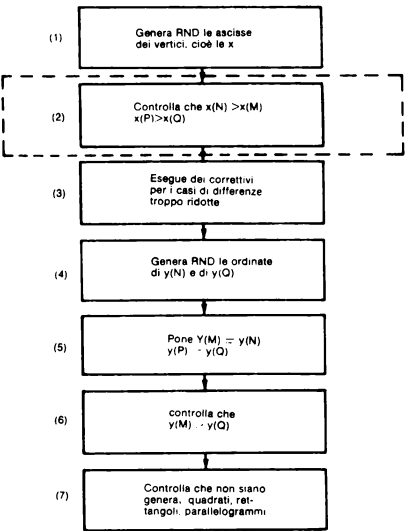 (1)
Genera RND le ascisse
dei vertici. cioè le x
(2)
Controlla che x(N) >x(M)
x(P)>x(Q)
(3)
Esegue dei correttivi
per i casi di differenze
troppo ridotte
(4)
Genera RND le ordinate
di y(N) e di y(Q)
(5)
Pone Y(M) = y(N)
y(P) - y(Q)
(6)
controlla che
y(M) y(Q)
(7)
Controlla che non siano
genera. quadrati, ret-
tangoli. parallelogrammi